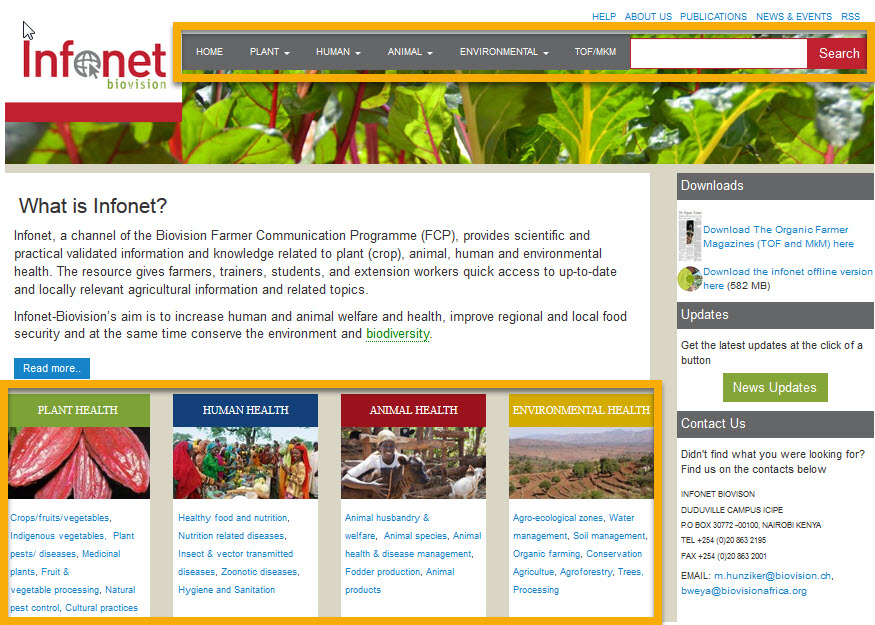 HELP ABOUT US PUBLICATIONS NEWS & EVENTS RSS
Infonet
biovision
HOME PLANT HUMAN ANIMAL ENVIRONMENTAL TOF/MKM Search
What is Infonet?
Infonet, a channel of the Biovision Farmer Communication Programme (FCP), provides scientific and
practical validated information and knowledge related to plant (crop), animal, human and environmental
health. The resource gives farmers, trainers, students, and extension workers quick access to up-to-date
and locally relevant agricultural information and related topics.
Infonet-Biovision's aim is to increase human and animal welfare and health, improve regional and local food
security and at the same time conserve the environment and biodiversity.
Read more..
PLANT HEALTH
Crops/fruits/vegetables,
Indigenous vegetables, Plant
pests/ diseases, Medicinal
plants, Fruit &
vegetable processing, Natural
pest control, Cultural practices
HUMAN HEALTH
Healthy food and nutrition,
Nutrition related diseases,
Insect & vector transmitted
diseases, Zoonotic diseases,
Hygiene and Sanitation
ANIMAL HEALTH
Animal husbandry &
welfare, Animal species, Animal
health & disease management,
Fodder production, Animal
products
ENVIRONMENTAL HEALTH
Agro-ecological zones, Water
management, Soil management,
Organic farming, Conservation
Agricultue, Agroforestry, Trees,
Processing
Downloads
Download The Organic Farmer
Magazines (TOF and MkM) here
Download the infonet offline version
here (582 MB)
Updates
Get the latest updates at the click of a
button
News Updates
Contact Us
Didn't find what you were looking for?
Find us on the contacts below
INFONET BIOVISON
DUDUVILLE CAMPUS ICIPE
P.O BOX 30772 -00100, NAIROBI KENYA
TEL +254 (0)20 863 2195
FAX +254 (0)20 863 2001
EMAIL: m.hunziker@biovision.ch,
bweya@biovisionafrica.org